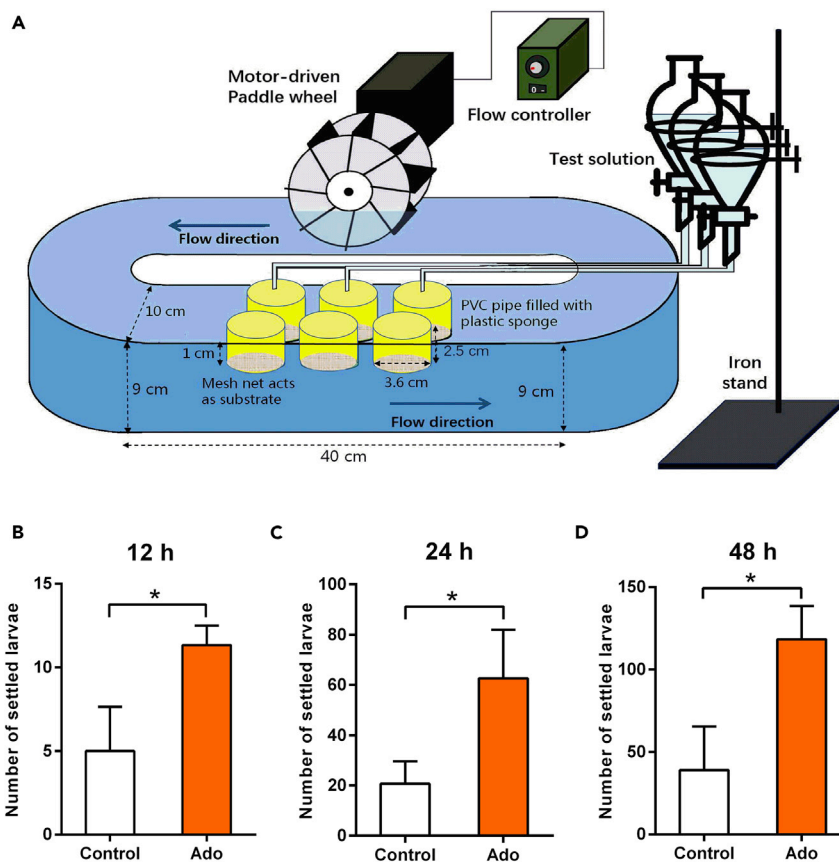 A
Motor-driven
Paddle wheel
Flow controller
0 -
Test solution
Flow direction
10 cm
PVC pipe filled with
plastic sponge
1 cm
2.5 cm
Mesh net acts
as substrate
3.6 cm
9 cm
9 cm
Flow direction
40 cm
Iron
stand
B
12 h
Number of settled larvae
15
10
5
0
*
Control
Ado
C
24 h
Number of settled larvae
100
80
60
40
20
0
*
Control
Ado
D
48 h
Number of settled larvae
150
100
50
0
*
Control
Ado